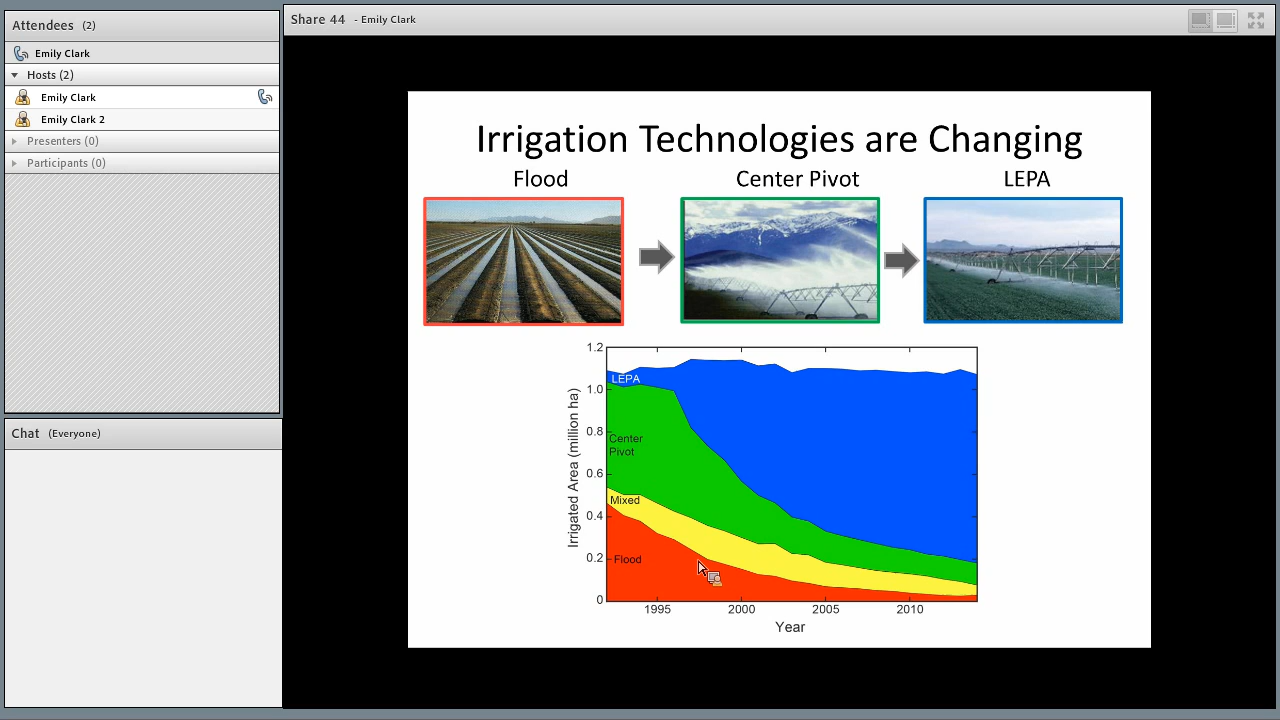 Attendees (2)
Emily Clark
Hosts (2)
Emily Clark
Emily Clark 2
Presenters (0)
Participants (0)
Chat (Everyone)
Share 44 - Emily Clark
Irrigation Technologies are Changing
Flood Center Pivot LEPA
1.2
1.0
0.8
0.6
0.4
0.2
0
Irrigated Area (million ha)
LEPA
Center
Pivot
Mixed
Flood
1995 2000 2005 2010
Year